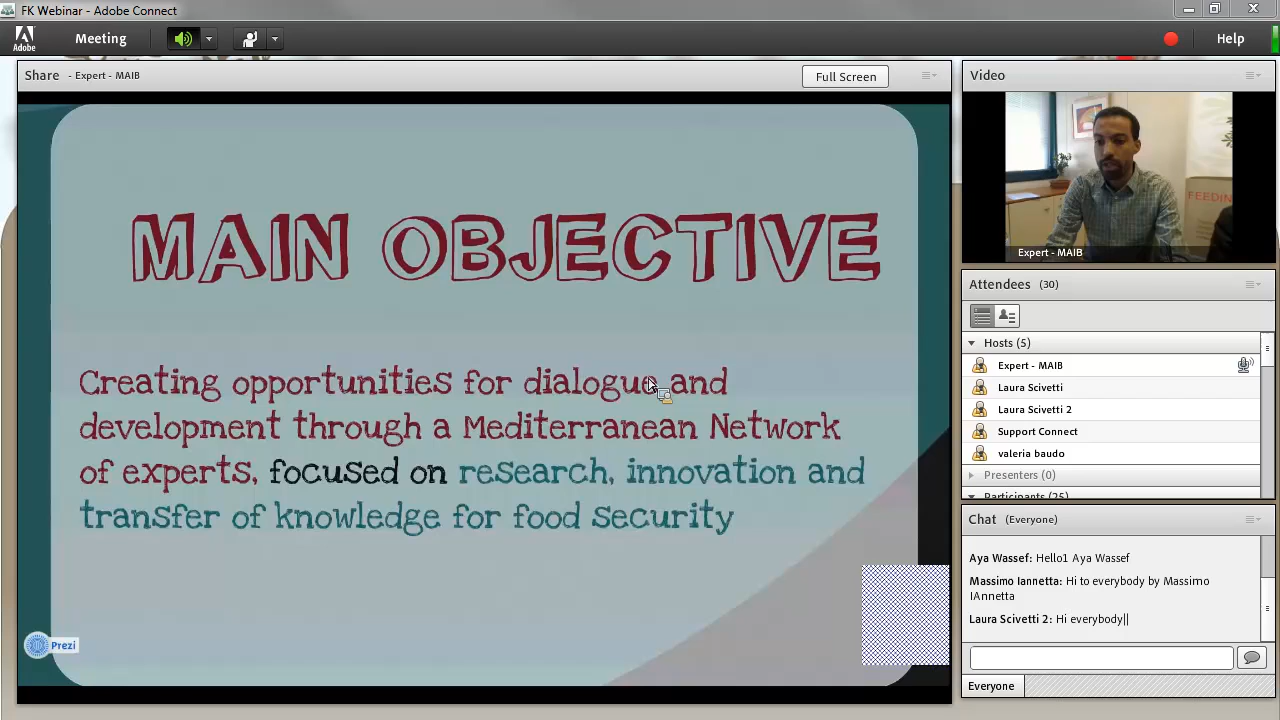 FK Webinar - Adobe Connect
Adobe
Meeting
Help
Share - Expert - MAIB
Full Screen
MAIN OBJECTIVE
Creating opportunities for dialogue and
development through a Mediterranean Network
of experts, focused on research, innovation and
transfer of knowledge for food security
Prezi
Video
FEEDING
Expert - MAIB
Attendees (30)
Hosts (5)
Expert - MAIB
Laura Scivetti
Laura Scivetti 2
Support Connect
valeria baudo
Presenters (0)
Participants (25)
Chat (Everyone)
Aya Wassef: Hello1 Aya Wassef
Massimo Iannetta: Hi to everybody by Massimo
IAnnetta
Laura Scivetti 2: Hi everybody||
Everyone